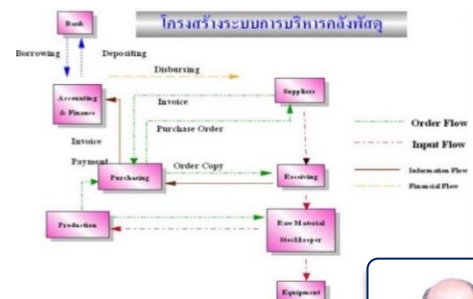 โครงสร้างระบบการบริหารคลังพัสดุ
Bank
Borrowing
Depositing
Disbursing
Accounting
& Finance
Suppliers
Invoice
Purchase Order
Order Flow
Input Flow
Information Flow
Financial Flow
Invoice
Payment
Order Copy
Purchasing
Receiving
Production
Raw Material
Stockkeeper
Equipment